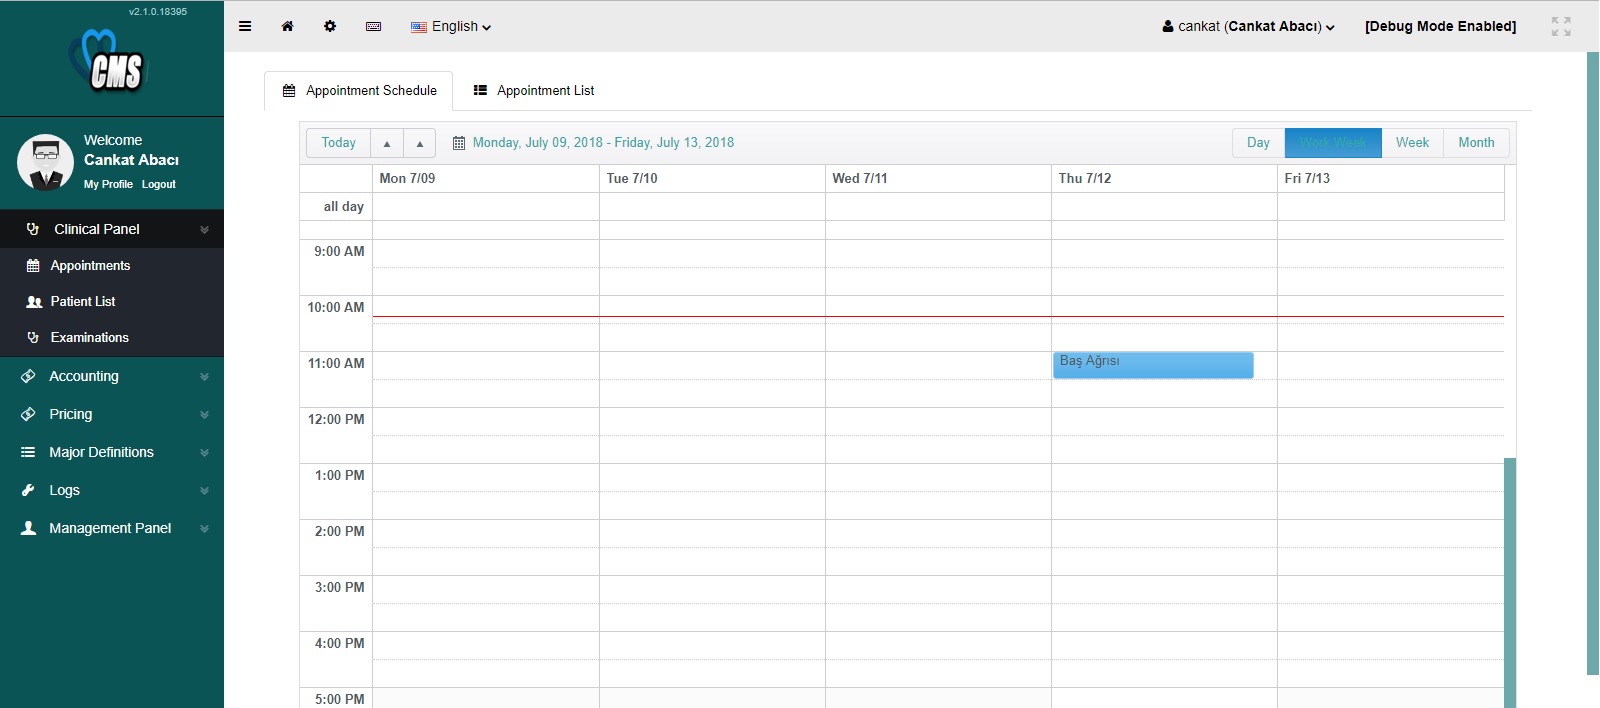 v2.1.0.18395
CMS
Welcome
Cankat Abacı
My Profile Logout
Clinical Panel
Appointments
Patient List
Examinations
Accounting
Pricing
Major Definitions
Logs
Management Panel
English
cankat (Cankat Abacı)
[Debug Mode Enabled]
Appointment Schedule
Appointment List
Today
Monday, July 09, 2018 - Friday, July 13, 2018
Day
Work Week
Week
Month
Mon 7/09
Tue 7/10
Wed 7/11
Thu 7/12
Fri 7/13
all day
9:00 AM
10:00 AM
11:00 AM
Baş Ağrısı
12:00 PM
1:00 PM
2:00 PM
3:00 PM
4:00 PM
5:00 PM